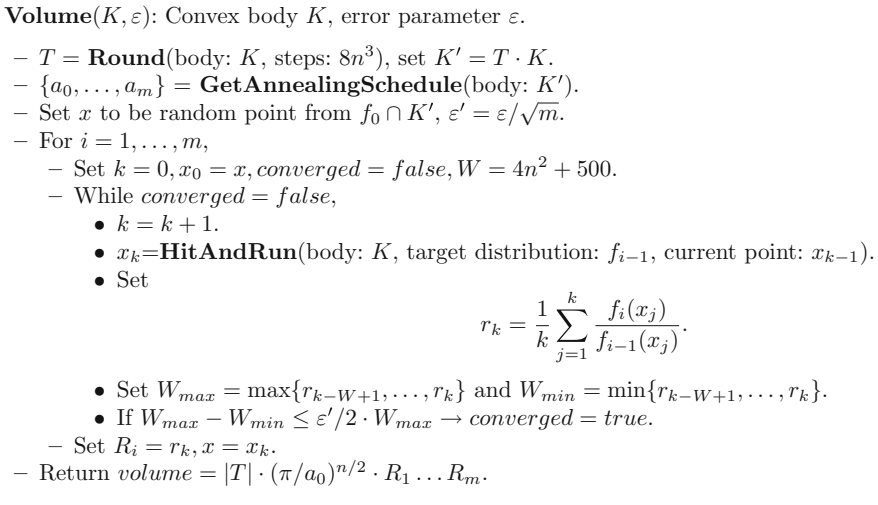 Volume(K, ε): Convex body K, error parameter ε.
– T = Round(body: K, steps: 8n³), set K′ = T · K.
– {a₀, . . . , aₘ} = GetAnnealingSchedule(body: K′).
– Set x to be random point from f₀ ∩ K′, ε′ = ε/√m.
– For i = 1, . . . , m,
– Set k = 0, x₀ = x, converged = false, W = 4n² + 500.
– While converged = false,
• k = k + 1.
• xₖ=HitAndRun(body: K, target distribution: fᵢ₋₁, current point: xₖ₋₁).
• Set
rₖ = 1/k ∑ⱼ₌₁ᵏ fᵢ(xⱼ)/fᵢ₋₁(xⱼ).
• Set Wₘₐₓ = max{rₖ₋W₊₁, . . . , rₖ} and Wₘᵢₙ = min{rₖ₋W₊₁, . . . , rₖ}.
• If Wₘₐₓ − Wₘᵢₙ ≤ ε′/2 · Wₘₐₓ → converged = true.
– Set Rᵢ = rₖ, x = xₖ.
– Return volume = |T| · (π/a₀)ⁿ/² · R₁ . . . Rₘ.